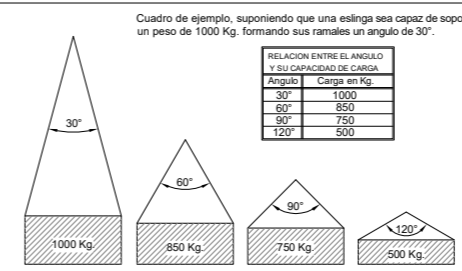 Cuadro de ejemplo, suponiendo que una eslinga sea capaz de sopo
un peso de 1000 Kg. formando sus ramales un angulo de 30°.
RELACION ENTRE EL ANGULO
Y SU CAPACIDAD DE CARGA
Angulo Carga en Kg.
30° 1000
60° 850
90° 750
120° 500
30°
60°
90°
120°
1000 Kg.
850 Kg.
750 Kg.
500 Kg.